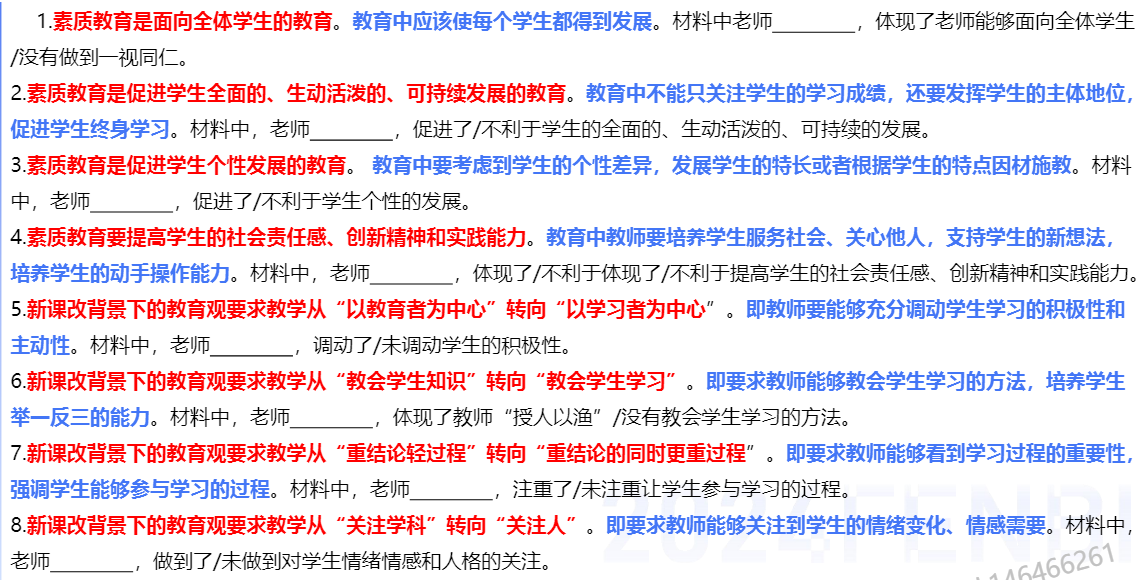 1.素质教育是面向全体学生的教育。教育中应该使每个学生都得到发展。材料中老师_________，体现了老师能够面向全体学生
/没有做到一视同仁。
2.素质教育是促进学生全面的、生动活泼的、可持续发展的教育。教育中不能只关注学生的学习成绩，还要发挥学生的主体地位，
促进学生终身学习。材料中，老师_________，促进了/不利于学生的全面的、生动活泼的、可持续的发展。
3.素质教育是促进学生个性发展的教育。 教育中要考虑到学生的个性差异，发展学生的特长或者根据学生的特点因材施教。材料
中，老师_________，促进了/不利于学生个性的发展。
4.素质教育要提高学生的社会责任感、创新精神和实践能力。教育中教师要培养学生服务社会、关心他人，支持学生的新想法，
培养学生的动手操作能力。材料中，老师_________，体现了/不利于体现了/不利于提高学生的社会责任感、创新精神和实践能力。
5.新课改背景下的教育观要求教学从“以教育者为中心”转向“以学习者为中心”。即教师要能够充分调动学生学习的积极性和
主动性。材料中，老师_________，调动了/未调动学生的积极性。
6.新课改背景下的教育观要求教学从“教会学生知识”转向“教会学生学习”。即要求教师能够教会学生学习的方法，培养学生
举一反三的能力。材料中，老师_________，体现了教师“授人以渔”/没有教会学生学习的方法。
7.新课改背景下的教育观要求教学从“重结论轻过程”转向“重结论的同时更重过程”。即要求教师能够看到学习过程的重要性，
强调学生能够参与学习的过程。材料中，老师_________，注重了/未注重让学生参与学习的过程。
8.新课改背景下的教育观要求教学从“关注学科”转向“关注人”。即要求教师能够关注到学生的情绪变化、情感需要。材料中，
老师_________，做到了/未做到对学生情绪情感和人格的关注。
2024FENBI
146466261